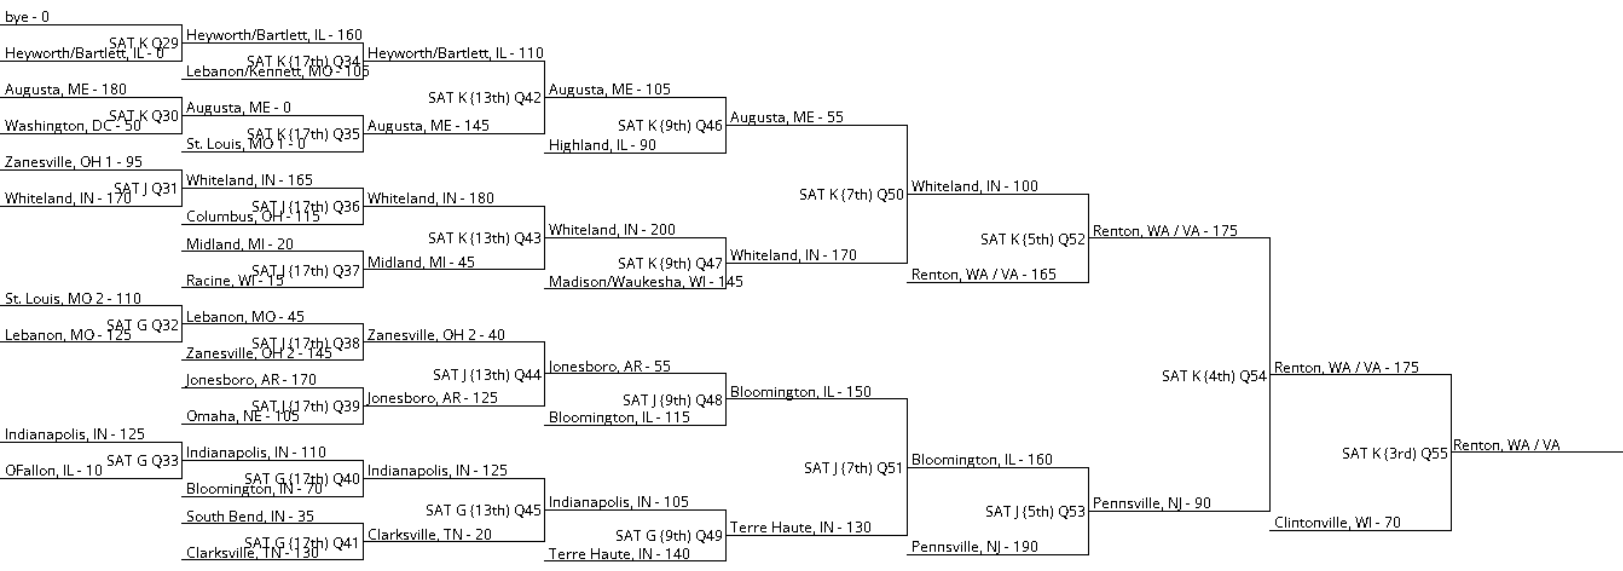 bye - 0
SAT K Q29
Heyworth/Bartlett, IL - 0
Augusta, ME - 180
SAT K Q30
Washington, DC - 50
Zanesville, OH 1 - 95
SAT J Q31
Whiteland, IN - 170
St. Louis, MO 2 - 110
SAT G Q32
Lebanon, MO - 125
Indianapolis, IN - 125
SAT G Q33
OFallon, IL - 10
Heyworth/Bartlett, IL - 160
SAT K (17th) Q34
Lebanon/Kennett, MO - 105
Augusta, ME - 0
SAT K (17th) Q35
St. Louis, MO 1 - 0
Whiteland, IN - 165
SAT J (17th) Q36
Columbus, OH - 115
Midland, MI - 20
SAT J (17th) Q37
Racine, WI - 15
Lebanon, MO - 45
SAT J (17th) Q38
Zanesville, OH 2 - 145
Jonesboro, AR - 170
SAT J (17th) Q39
Omaha, NE - 105
Indianapolis, IN - 110
SAT G (17th) Q40
Bloomington, IN - 70
South Bend, IN - 35
SAT G (17th) Q41
Clarksville, TN - 130
Heyworth/Bartlett, IL - 110
SAT K (13th) Q42
Augusta, ME - 145
Whiteland, IN - 180
SAT K (13th) Q43
Midland, MI - 45
Zanesville, OH 2 - 40
SAT J (13th) Q44
Jonesboro, AR - 125
Indianapolis, IN - 125
SAT G (13th) Q45
Clarksville, TN - 20
Augusta, ME - 105
SAT K (9th) Q46
Highland, IL - 90
Whiteland, IN - 200
SAT K (9th) Q47
Madison/Waukesha, WI - 145
Jonesboro, AR - 55
SAT J (9th) Q48
Bloomington, IL - 115
Indianapolis, IN - 105
SAT G (9th) Q49
Terre Haute, IN - 140
Augusta, ME - 55
SAT K (7th) Q50
Whiteland, IN - 170
Bloomington, IL - 150
SAT J (7th) Q51
Terre Haute, IN - 130
Whiteland, IN - 100
SAT K (5th) Q52
Renton, WA / VA - 165
Bloomington, IL - 160
SAT J (5th) Q53
Pennsville, NJ - 190
Renton, WA / VA - 175
SAT K (4th) Q54
Pennsville, NJ - 90
Renton, WA / VA - 175
SAT K (3rd) Q55
Clintonville, WI - 70
Renton, WA / VA